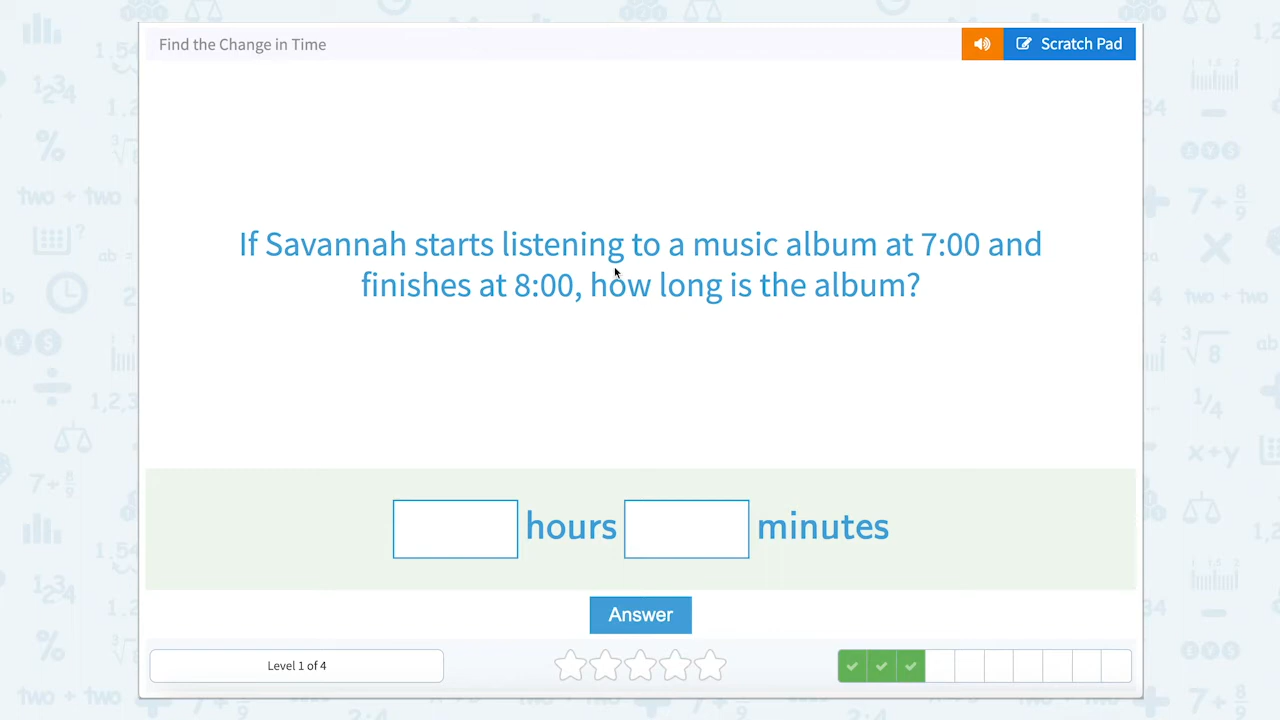 Find the Change in Time
Scratch Pad
If Savannah starts listening to a music album at 7:00 and
finishes at 8:00, how long is the album?
hours
minutes
Answer
Level 1 of 4